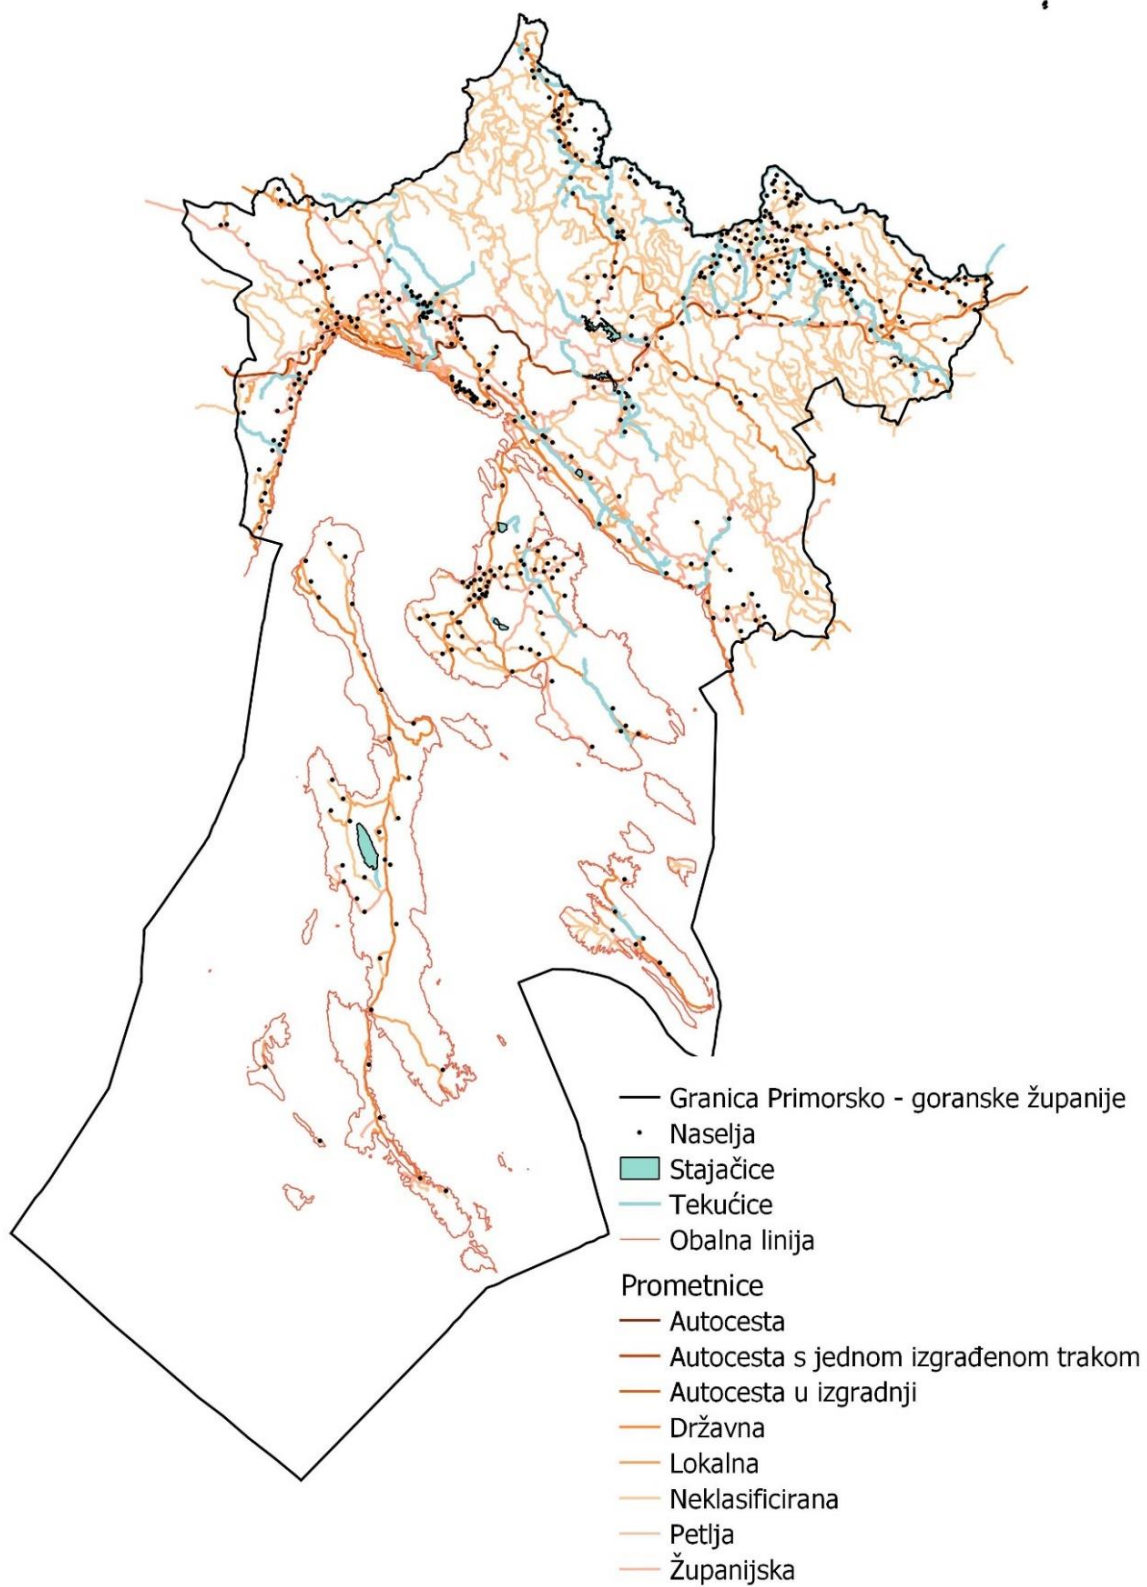 Granica Primorsko - goranske županije
Naselja
Stajačice
Tekućice
Obalna linija
Prometnice
Autocesta
Autocesta s jednom izgrađenom trakom
Autocesta u izgradnji
Državna
Lokalna
Neklasificirana
Petlja
Županijska